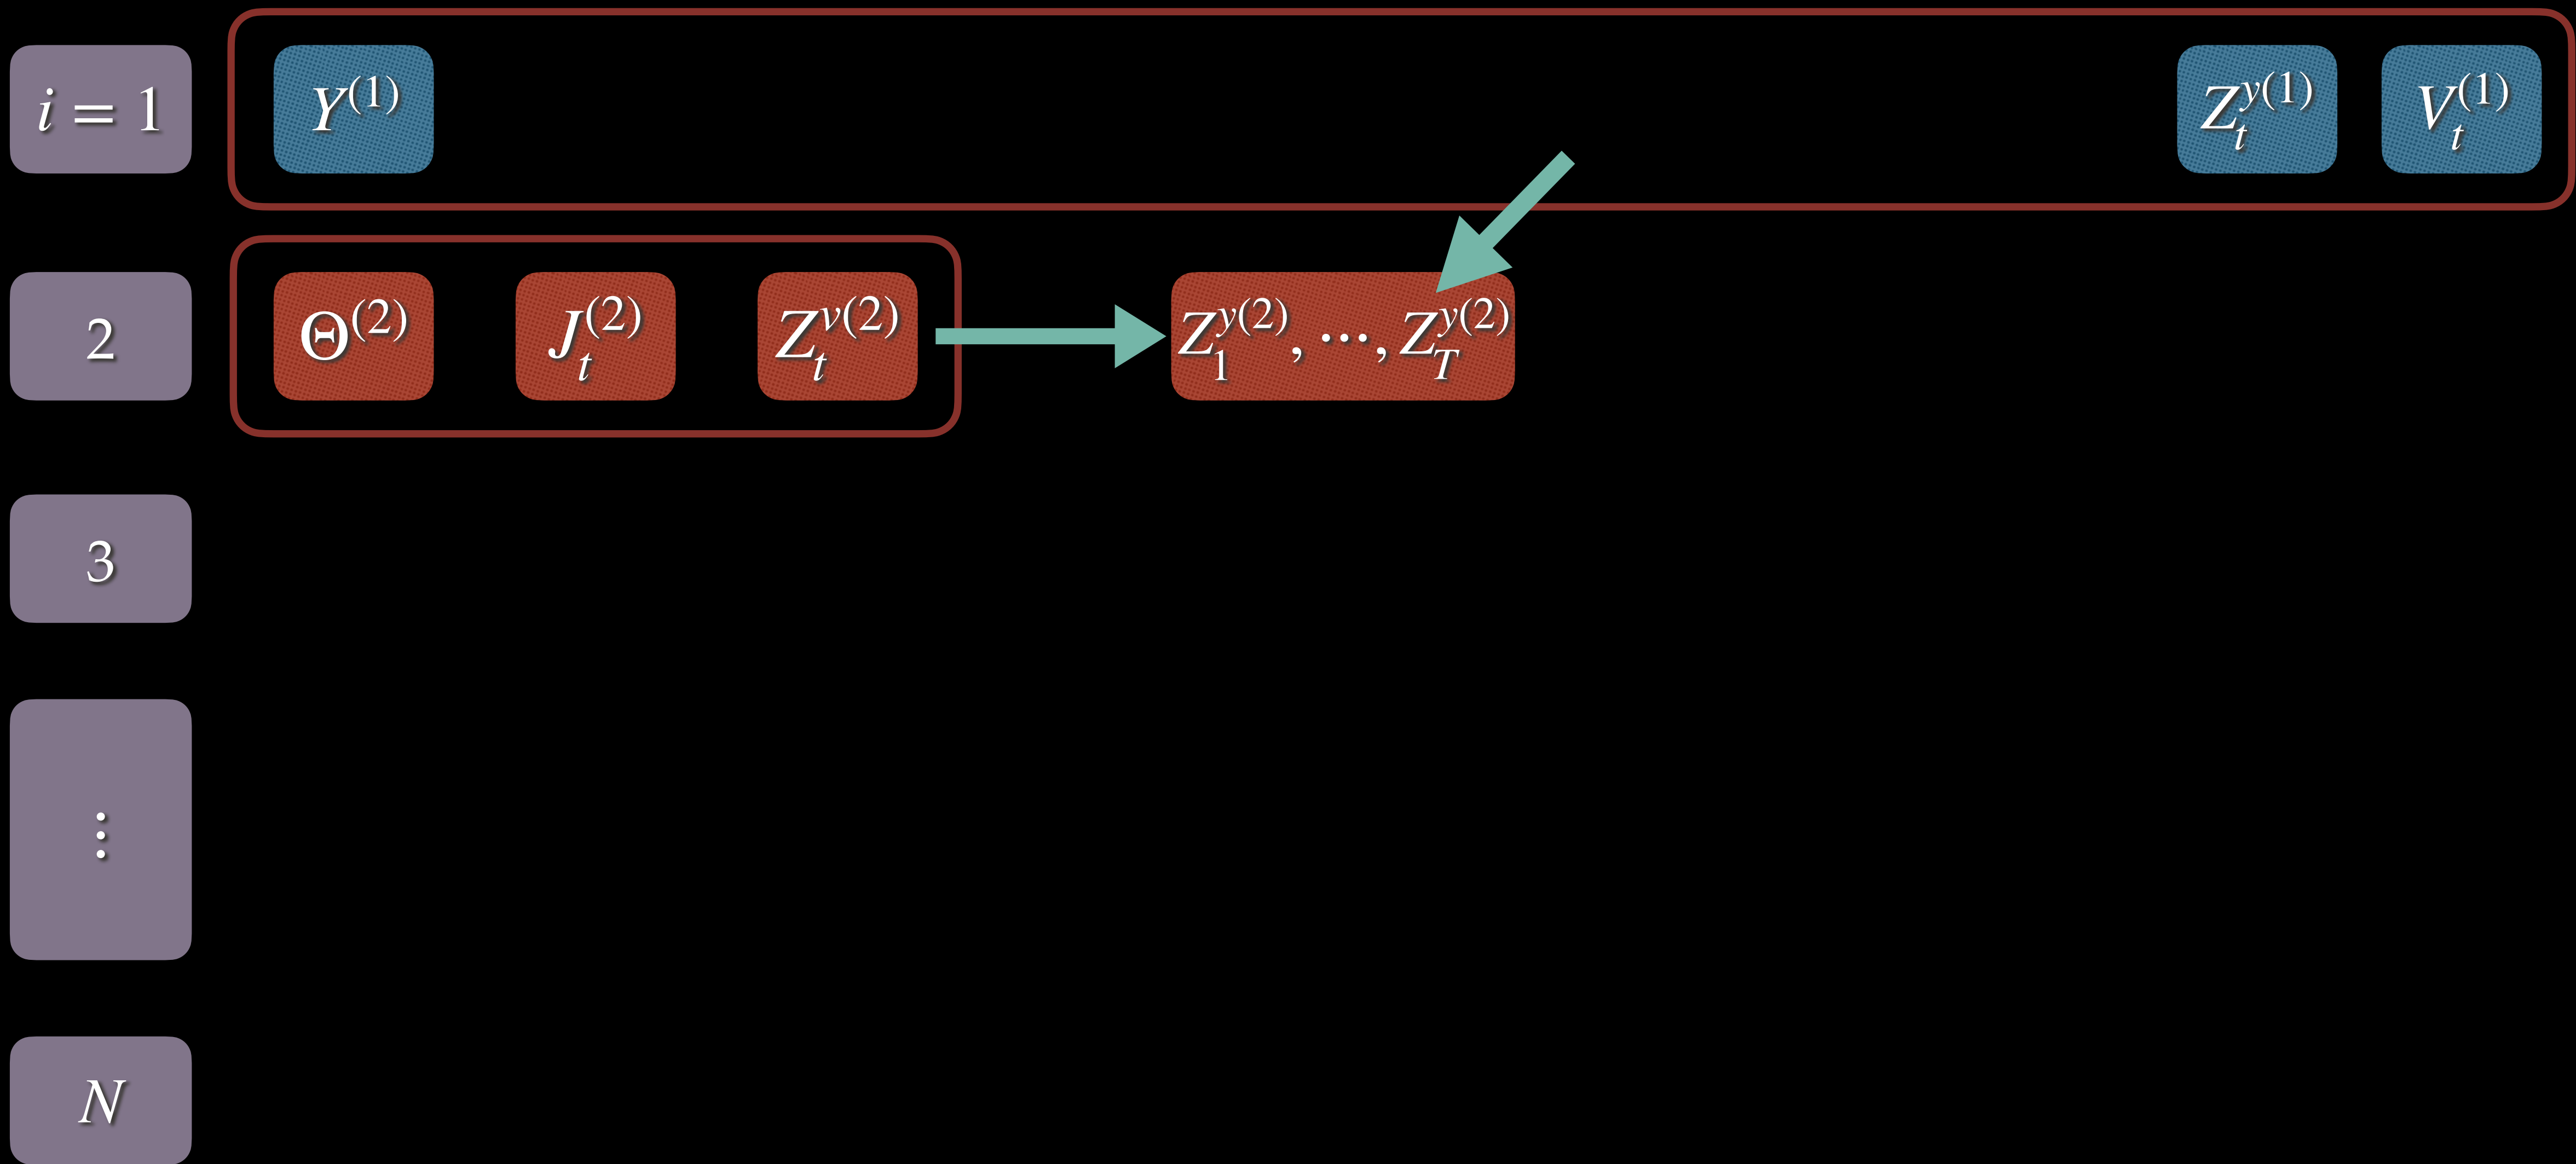 i = 1 Y^(1) Z_t^y(1) V_t^(1)
2 Θ^(2) J_t^(2) Z_t^v(2) Z_1^y(2), ⋯, Z_T^y(2)
3
⋮
N